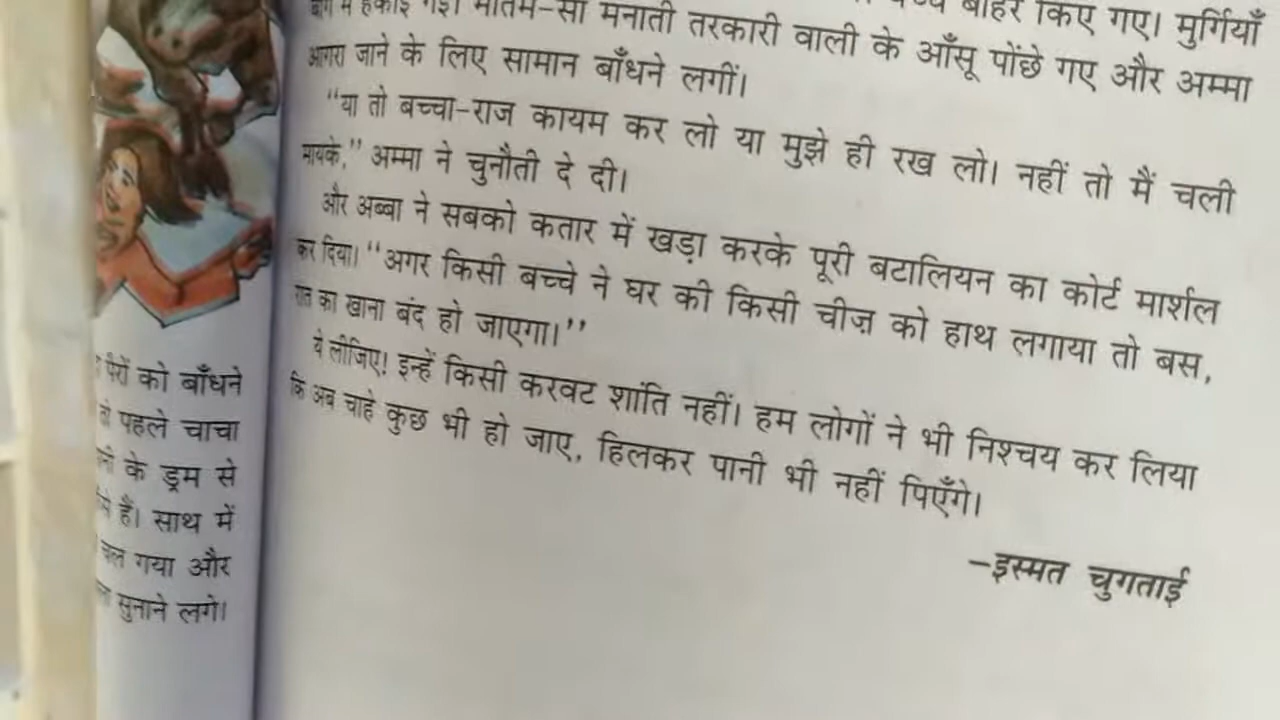 पैरों को बाँधने
पहले चाचा
के ड्रम से
हैं। साथ में
चल गया और
सुनाने लगे।
बाहर किए गए। मुर्गियाँ
बाग में हँकाई गईं। मातम-सा मनाती तरकारी वाली के आँसू पोंछे गए और अम्मा
आगरा जाने के लिए सामान बाँधने लगीं।
“या तो बच्चा-राज कायम कर लो या मुझे ही रख लो। नहीं तो मैं चली
मायके,” अम्मा ने चुनौती दे दी।
और अब्बा ने सबको कतार में खड़ा करके पूरी बटालियन का कोर्ट मार्शल
कर दिया। “अगर किसी बच्चे ने घर की किसी चीज़ को हाथ लगाया तो बस,
रात का खाना बंद हो जाएगा।”
ये लीजिए! इन्हें किसी करवट शांति नहीं। हम लोगों ने भी निश्चय कर लिया
कि अब चाहे कुछ भी हो जाए, हिलकर पानी भी नहीं पिएँगे।
–इस्मत चुगताई